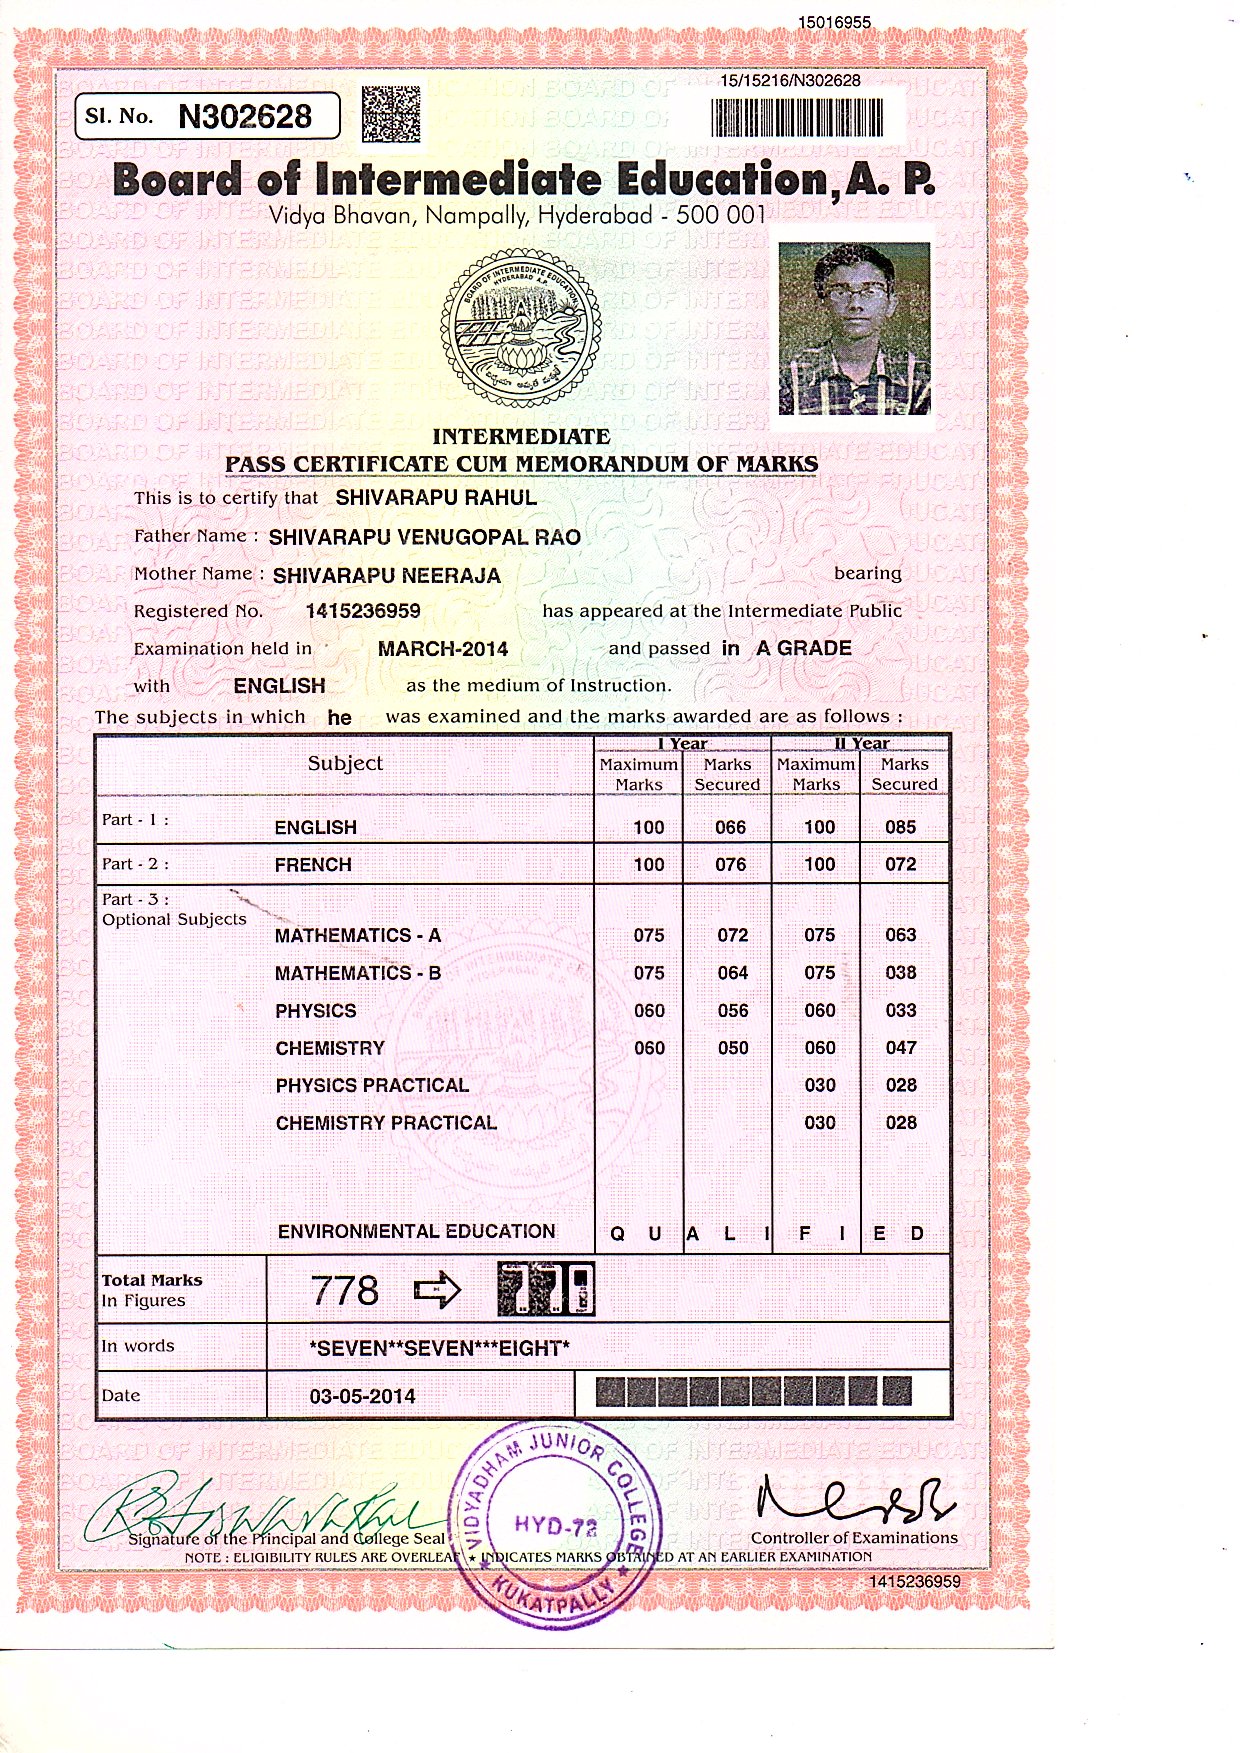 15016955
15/15216/N302628
Sl. No. N302628
Board of Intermediate Education, A. P.
Vidya Bhavan, Nampally, Hyderabad - 500 001
BOARD OF INTERMEDIATE EDUCATION
HYDERABAD A.P.
INTERMEDIATE
PASS CERTIFICATE CUM MEMORANDUM OF MARKS
This is to certify that SHIVARAPU RAHUL
Father Name : SHIVARAPU VENUGOPAL RAO
Mother Name : SHIVARAPU NEERAJA bearing
Registered No. 1415236959 has appeared at the Intermediate Public
Examination held in MARCH-2014 and passed in A GRADE
with ENGLISH as the medium of Instruction.
The subjects in which he was examined and the marks awarded are as follows :
Subject I Year II Year
Maximum Marks Marks Secured Maximum Marks Marks Secured
Part - 1 : ENGLISH 100 066 100 085
Part - 2 : FRENCH 100 076 100 072
Part - 3 :
Optional Subjects
MATHEMATICS - A 075 072 075 063
MATHEMATICS - B 075 064 075 038
PHYSICS 060 056 060 033
CHEMISTRY 060 050 060 047
PHYSICS PRACTICAL 030 028
CHEMISTRY PRACTICAL 030 028
ENVIRONMENTAL EDUCATION Q U A L I F I E D
Total Marks
In Figures 778 778
In words *SEVEN**SEVEN***EIGHT*
Date 03-05-2014
VIDYADHAM JUNIOR COLLEGE
HYD-72
KUKATPALLY
Signature of the Principal and College Seal
Controller of Examinations
NOTE : ELIGIBILITY RULES ARE OVERLEAF * INDICATES MARKS OBTAINED AT AN EARLIER EXAMINATION
1415236959